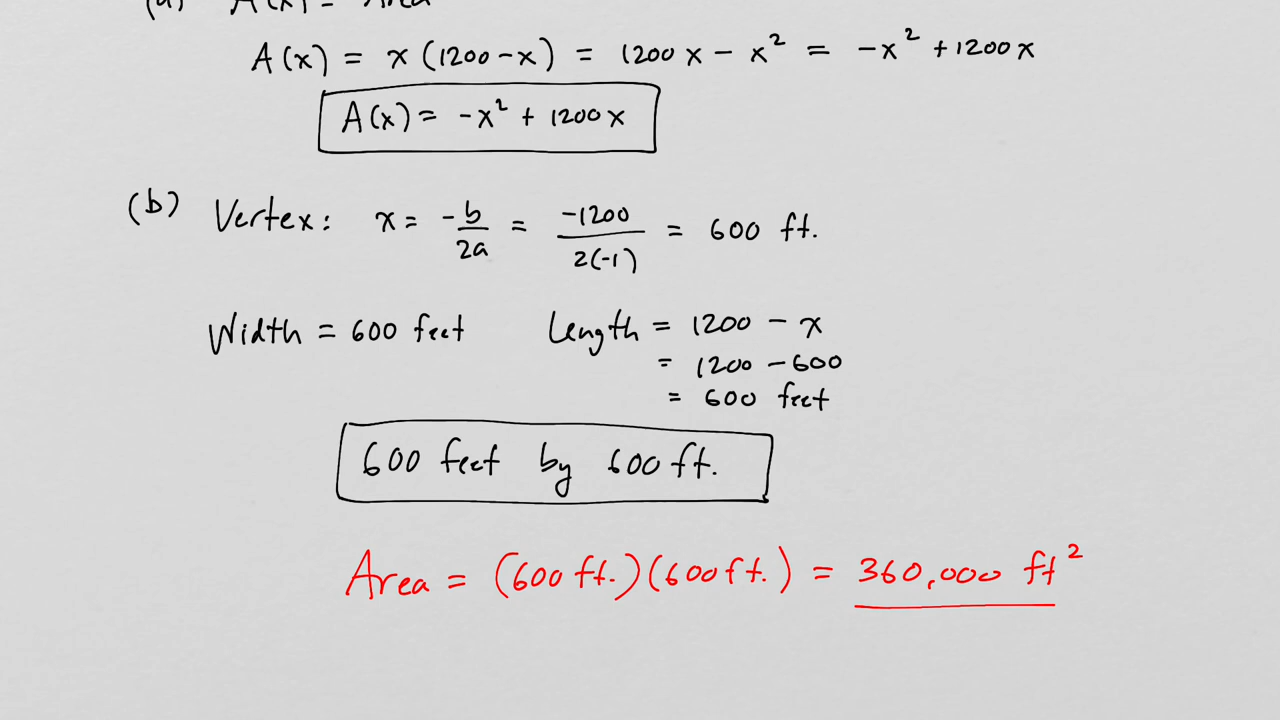 (a) A(x) = Area
A(x) = x(1200-x) = 1200x - x² = -x² + 1200x
A(x) = -x² + 1200x
(b) Vertex: x = -b/2a = -1200/2(-1) = 600 ft.
Width = 600 feet Length = 1200 - x
= 1200 - 600
= 600 feet
600 feet by 600 ft.
Area = (600 ft.)(600 ft.) = 360,000 ft²